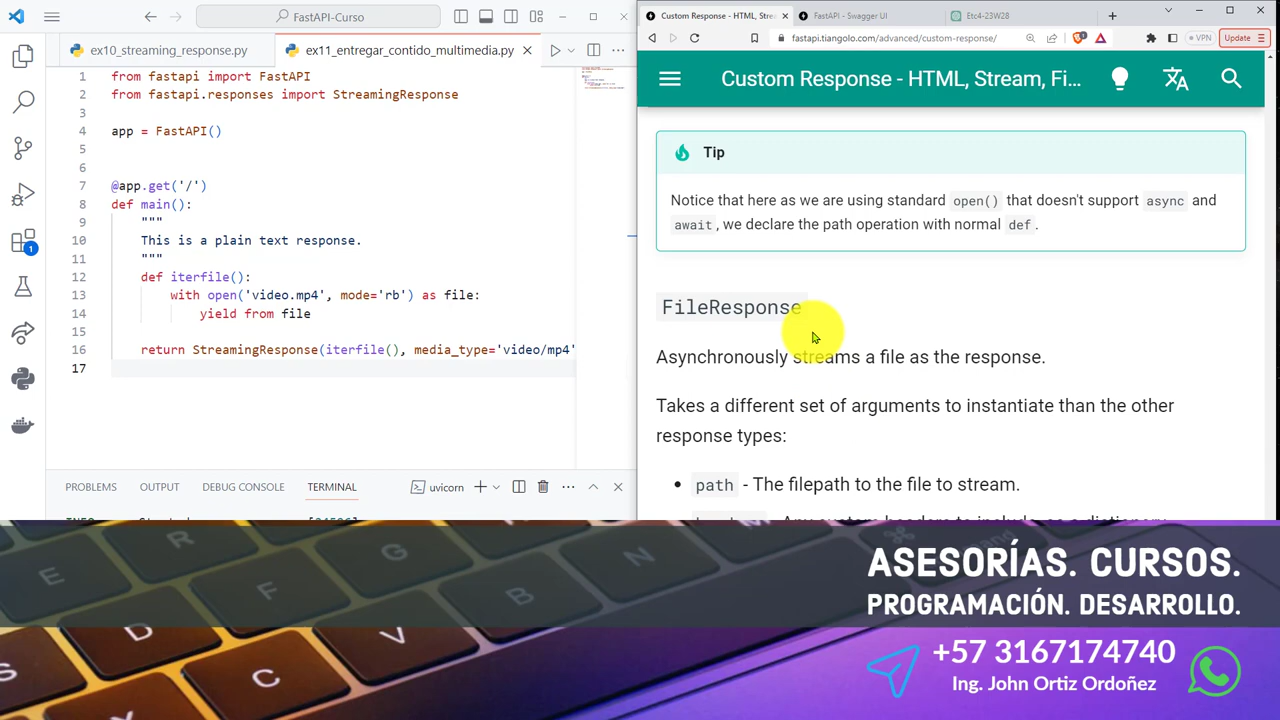 FastAPI-Curso
ex10_streaming_response.py
ex11_entregar_contido_multimedia.py
1 from fastapi import FastAPI
2 from fastapi.responses import StreamingResponse
3
4 app = FastAPI()
5
6
7 @app.get('/')
8 def main():
9 """
10 This is a plain text response.
11 """
12 def iterfile():
13 with open('video.mp4', mode='rb') as file:
14 yield from file
15
16 return StreamingResponse(iterfile(), media_type='video/mp4'
17
1
PROBLEMS OUTPUT DEBUG CONSOLE TERMINAL uvicorn
Custom Response - HTML, Stre
FastAPI - Swagger UI
Etc4-23W28
fastapi.tiangolo.com/advanced/custom-response/
VPN
Update
Custom Response - HTML, Stream, Fi...
Tip
Notice that here as we are using standard open() that doesn't support async and
await, we declare the path operation with normal def.
FileResponse
Asynchronously streams a file as the response.
Takes a different set of arguments to instantiate than the other
response types:
• path - The filepath to the file to stream.
ASESORÍAS. CURSOS.
PROGRAMACIÓN. DESARROLLO.
+57 3167174740
Ing. John Ortiz Ordoñez
E
R
F
G
D
C
V
B
N
M